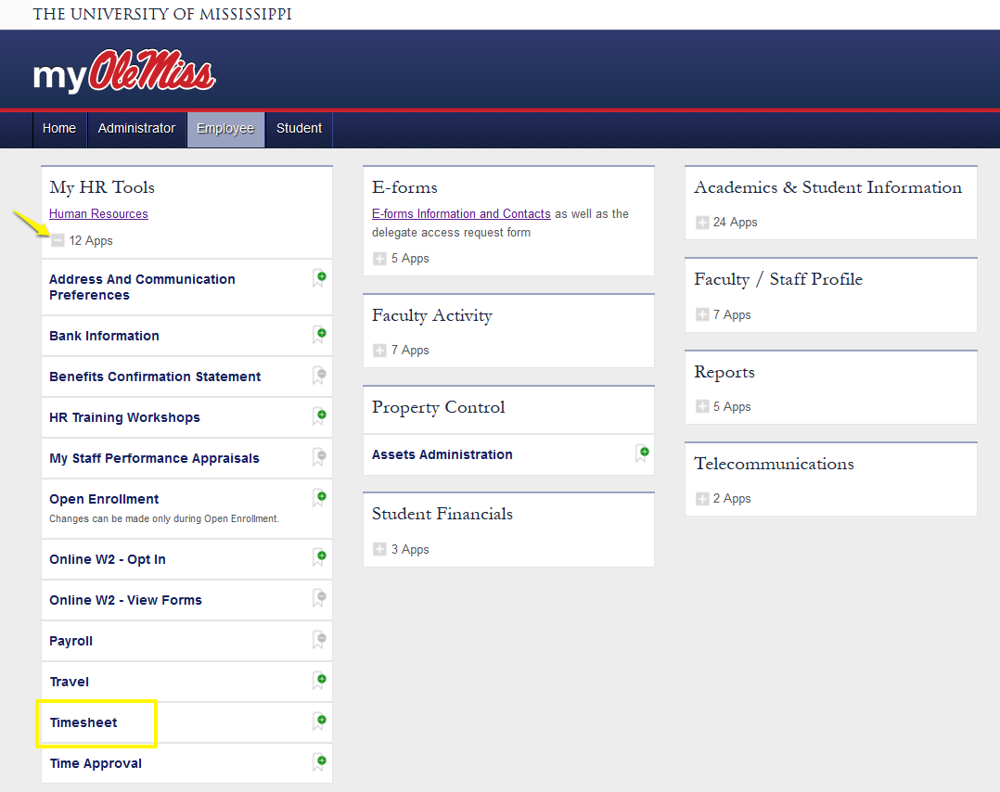 THE UNIVERSITY OF MISSISSIPPI
my Ole Miss
Home Administrator Employee Student
My HR Tools
Human Resources
12 Apps
Address And Communication
Preferences
Bank Information
Benefits Confirmation Statement
HR Training Workshops
My Staff Performance Appraisals
Open Enrollment
Changes can be made only during Open Enrollment.
Online W2 - Opt In
Online W2 - View Forms
Payroll
Travel
Timesheet
Time Approval
E-forms
E-forms Information and Contacts as well as the
delegate access request form
5 Apps
Faculty Activity
7 Apps
Property Control
Assets Administration
Student Financials
3 Apps
Academics & Student Information
24 Apps
Faculty / Staff Profile
7 Apps
Reports
5 Apps
Telecommunications
2 Apps